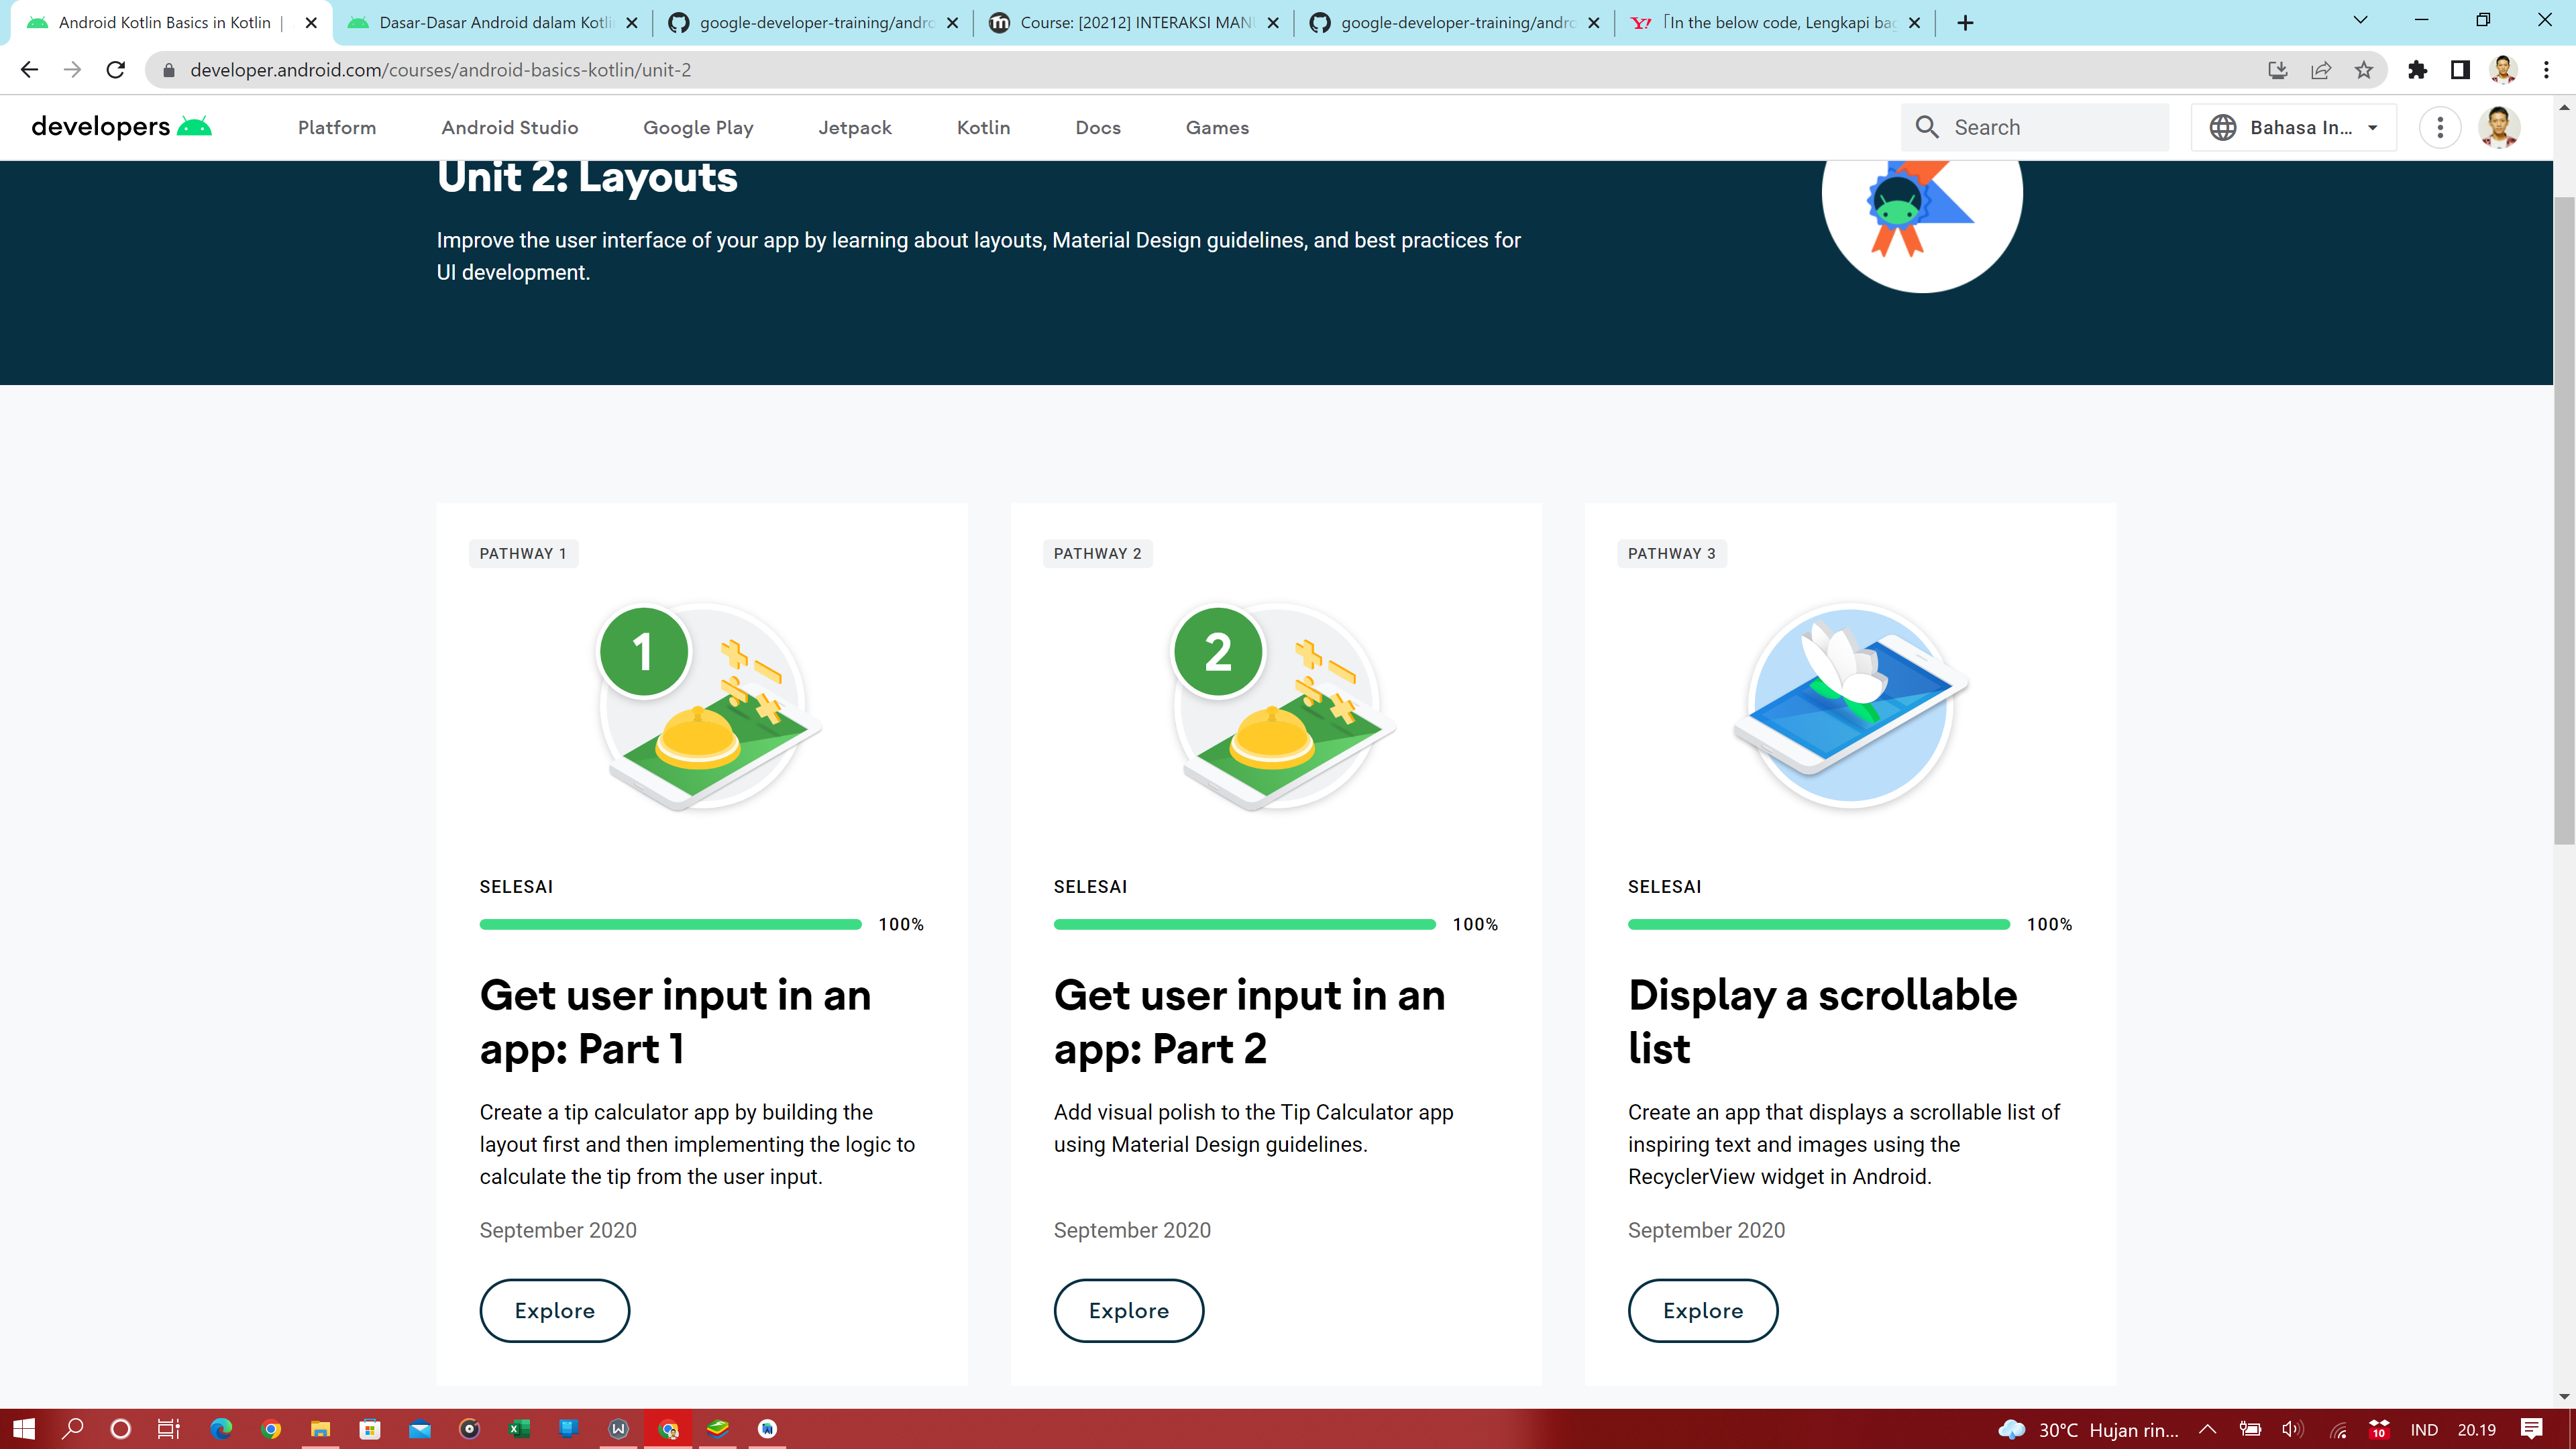 Android Kotlin Basics in Kotlin |
Dasar-Dasar Android dalam Kotli
google-developer-training/andro
Course: [20212] INTERAKSI MANU
google-developer-training/andro
Y! 「In the below code, Lengkapi bag
developer.android.com/courses/android-basics-kotlin/unit-2
developers
Platform
Android Studio
Google Play
Jetpack
Kotlin
Docs
Games
Search
Bahasa In...
Unit 2: Layouts
Improve the user interface of your app by learning about layouts, Material Design guidelines, and best practices for
UI development.
PATHWAY 1
1
SELESAI
100%
Get user input in an
app: Part 1
Create a tip calculator app by building the
layout first and then implementing the logic to
calculate the tip from the user input.
September 2020
Explore
PATHWAY 2
2
SELESAI
100%
Get user input in an
app: Part 2
Add visual polish to the Tip Calculator app
using Material Design guidelines.
September 2020
Explore
PATHWAY 3
SELESAI
100%
Display a scrollable
list
Create an app that displays a scrollable list of
inspiring text and images using the
RecyclerView widget in Android.
September 2020
Explore
30°C Hujan rin...
10
IND
20.19